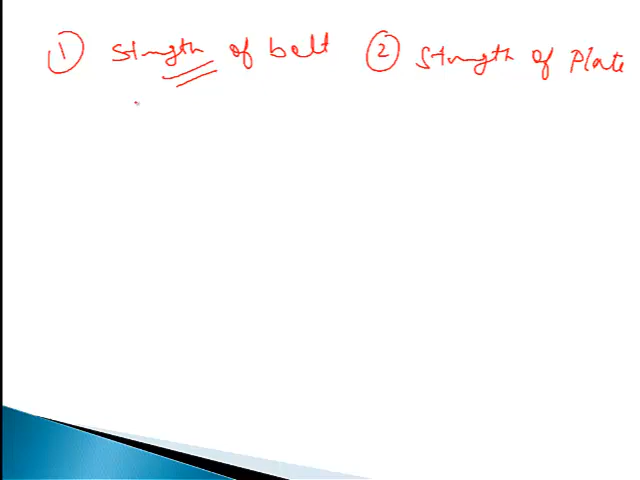 ① Strength of bolt ② Strength of Plate